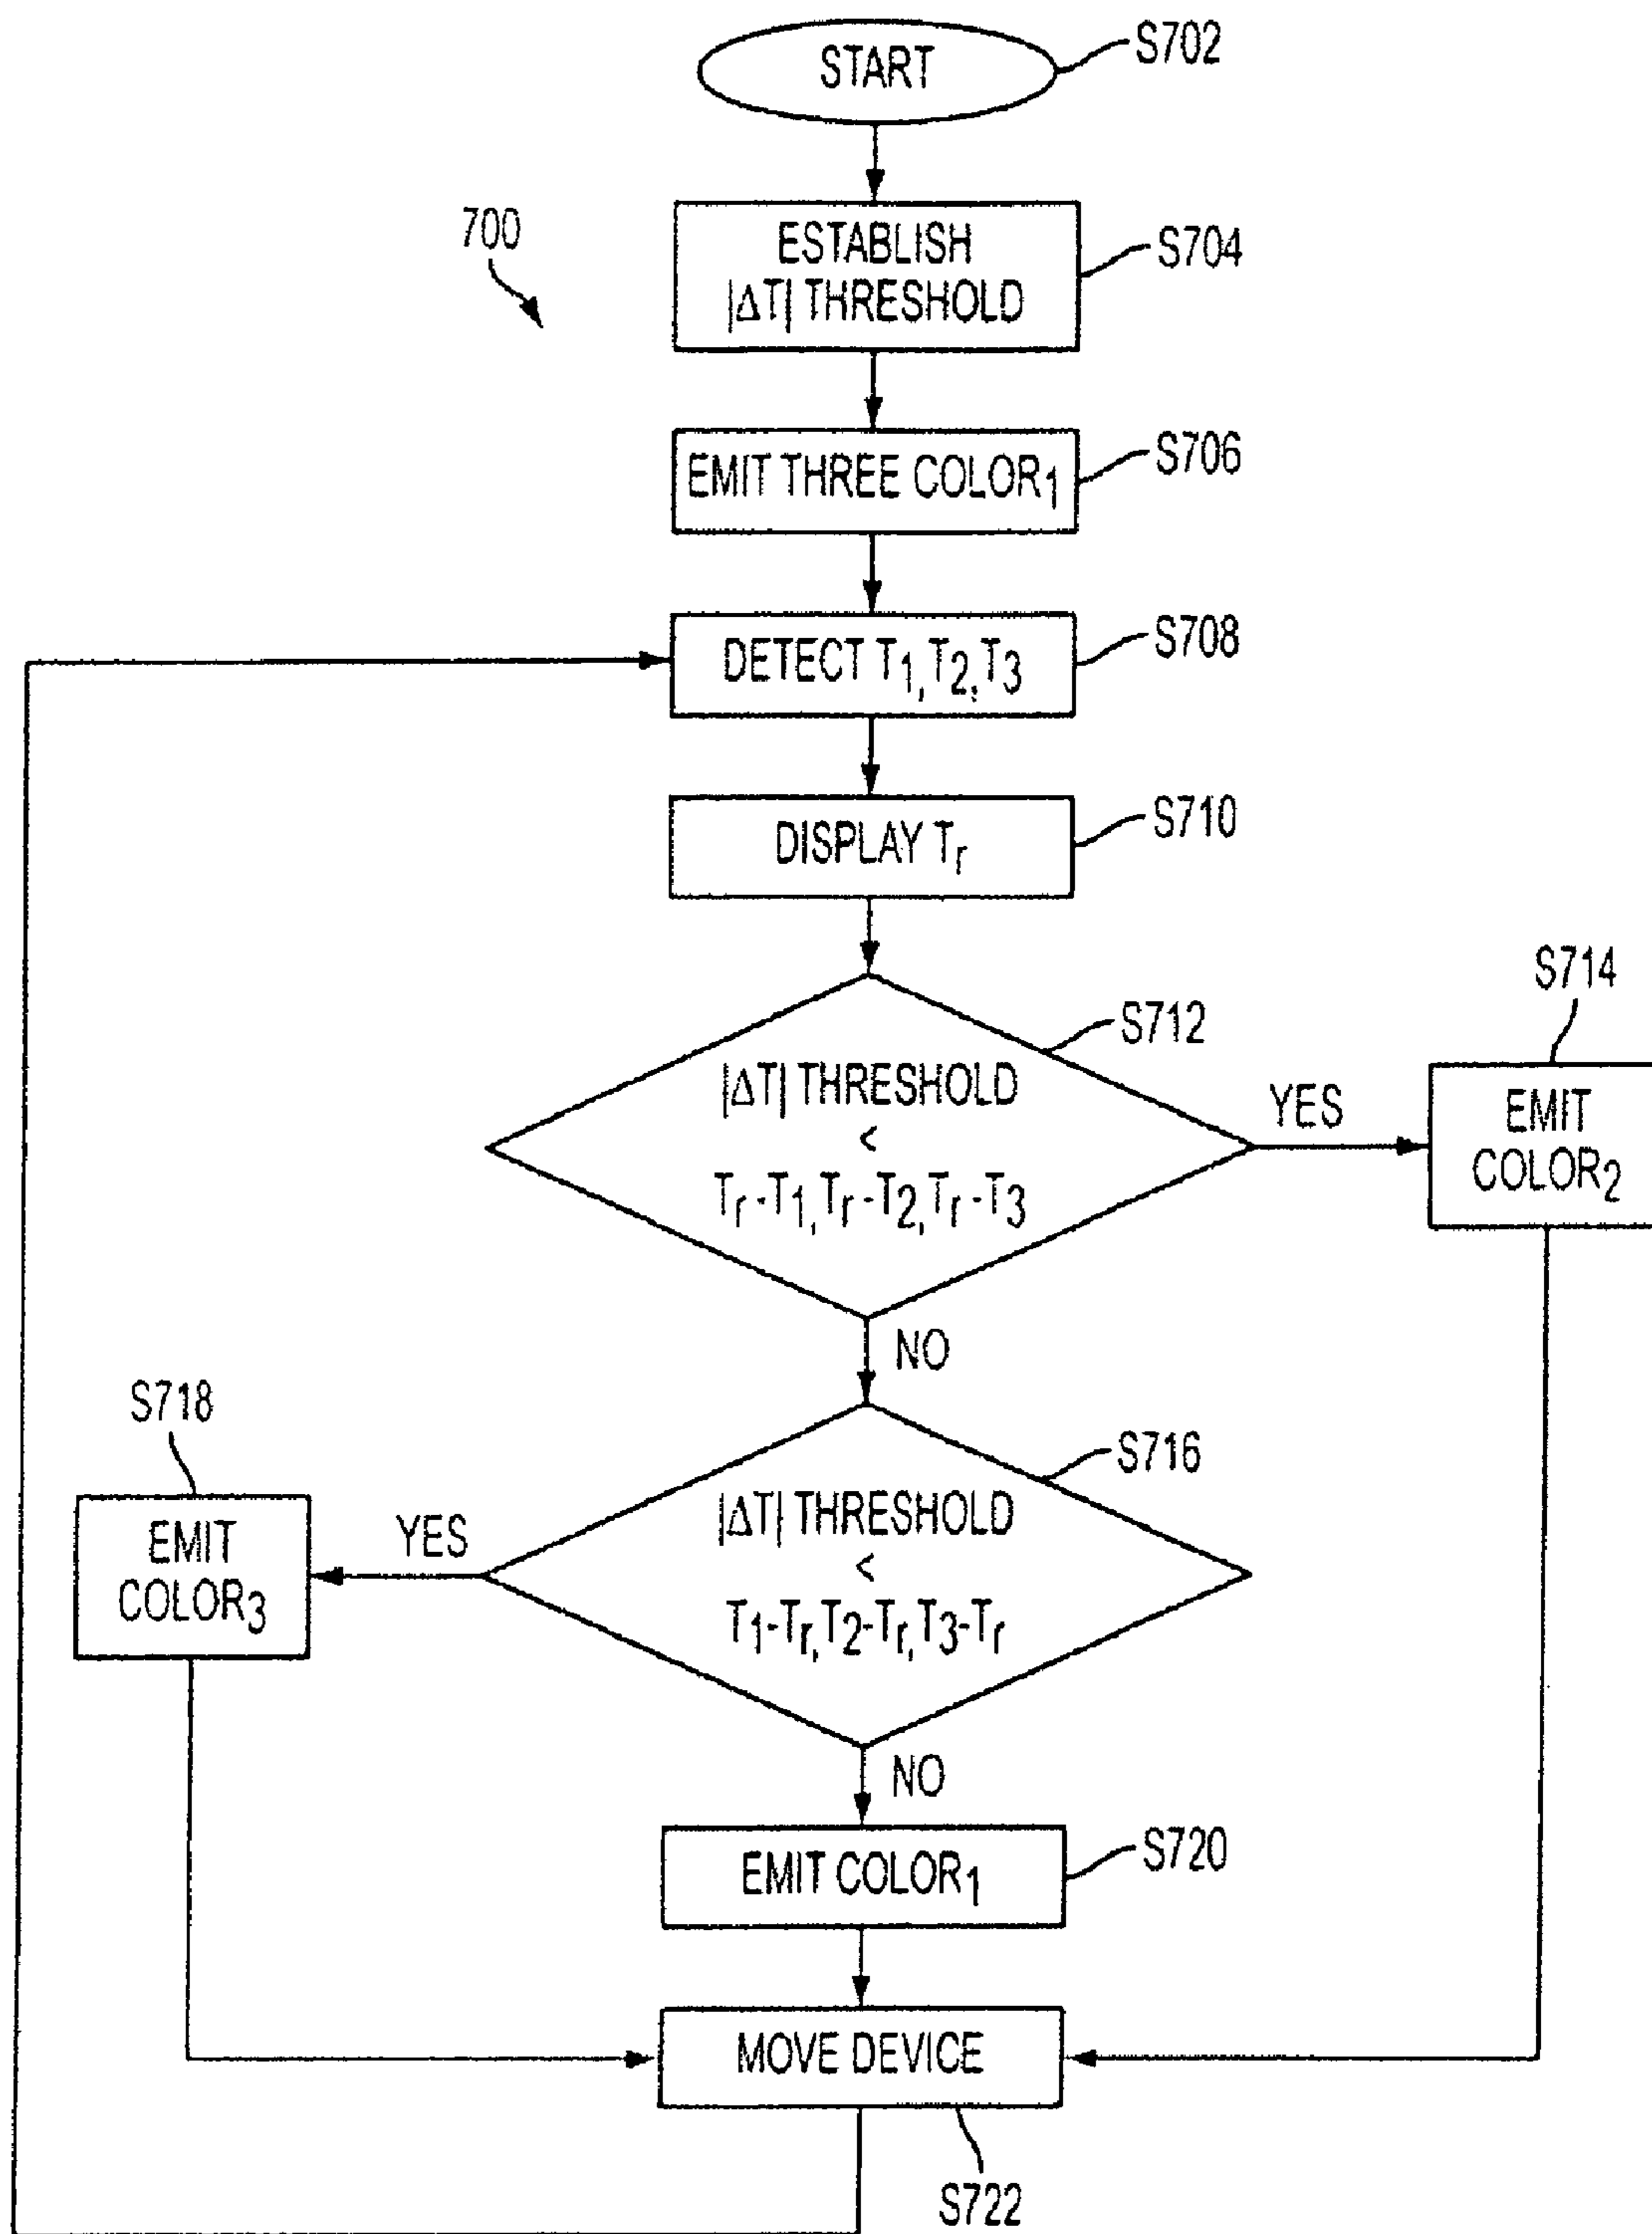 START
S702
700
ESTABLISH
|ΔT| THRESHOLD
S704
EMIT THREE COLOR₁
S706
DETECT T₁, T₂, T₃
S708
DISPLAY Tᵣ
S710
|ΔT| THRESHOLD
<
Tᵣ-T₁, Tᵣ-T₂, Tᵣ-T₃
S712
YES
S714
EMIT
COLOR₂
NO
|ΔT| THRESHOLD
<
T₁-Tᵣ, T₂-Tᵣ, T₃-Tᵣ
S716
YES
S718
EMIT
COLOR₃
NO
EMIT COLOR₁
S720
MOVE DEVICE
S722